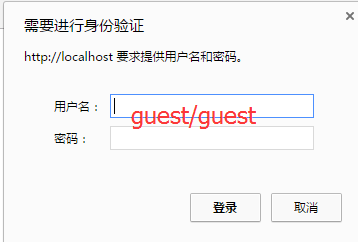 需要进行身份验证
http://localhost 要求提供用户名和密码。
用户名：
guest/guest
密码：
登录
取消